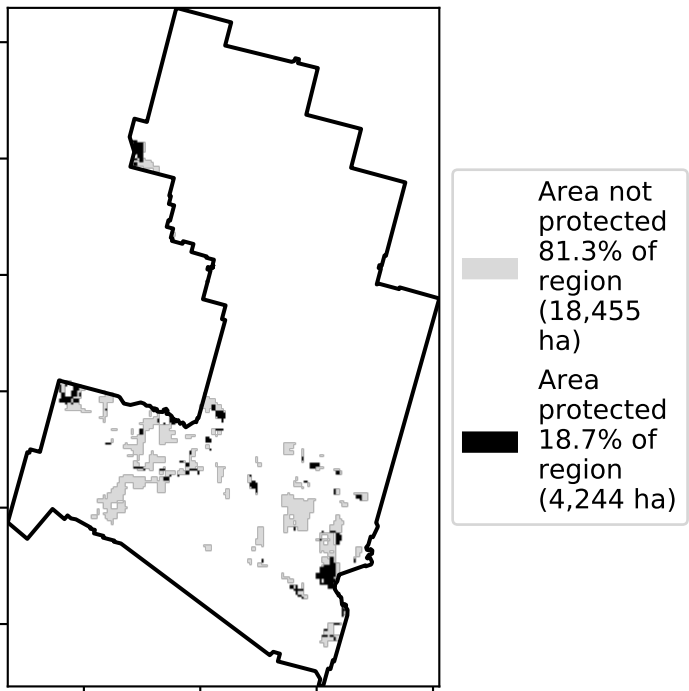 Area not
protected
81.3% of
region
(18,455
ha)
Area
protected
18.7% of
region
(4,244 ha)